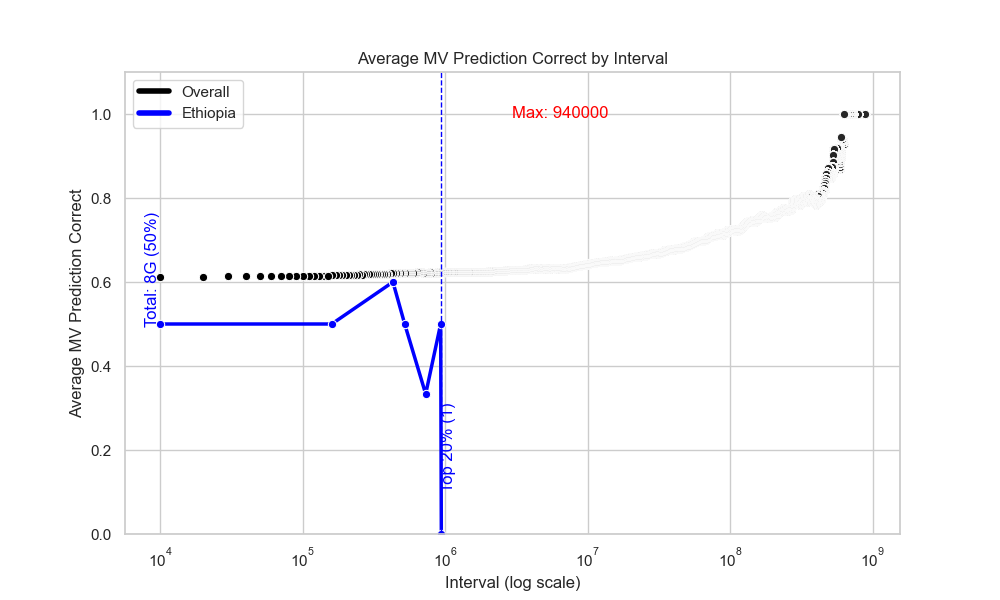 Average MV Prediction Correct by Interval
Overall
Ethiopia
Max: 940000
Total: 8G (50%)
Top 20% (1)
Average MV Prediction Correct
1.0
0.8
0.6
0.4
0.2
0.0
10^4
10^5
10^6
10^7
10^8
10^9
Interval (log scale)